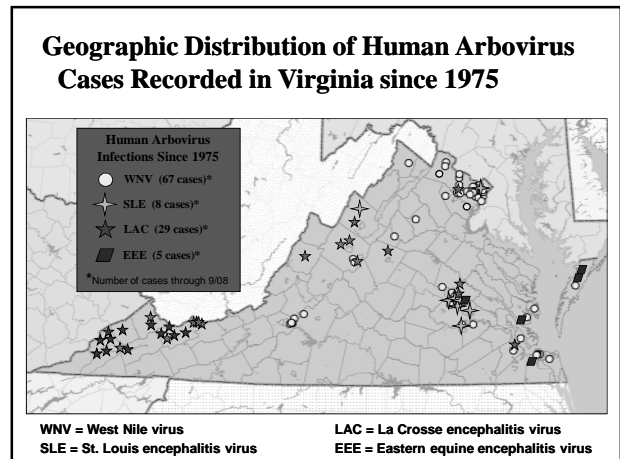 Geographic Distribution of Human Arbovirus
Cases Recorded in Virginia since 1975
Human Arbovirus
Infections Since 1975
WNV (67 cases)*
SLE (8 cases)*
LAC (29 cases)*
EEE (5 cases)*
*Number of cases through 9/08
WNV = West Nile virus
LAC = La Crosse encephalitis virus
SLE = St. Louis encephalitis virus
EEE = Eastern equine encephalitis virus